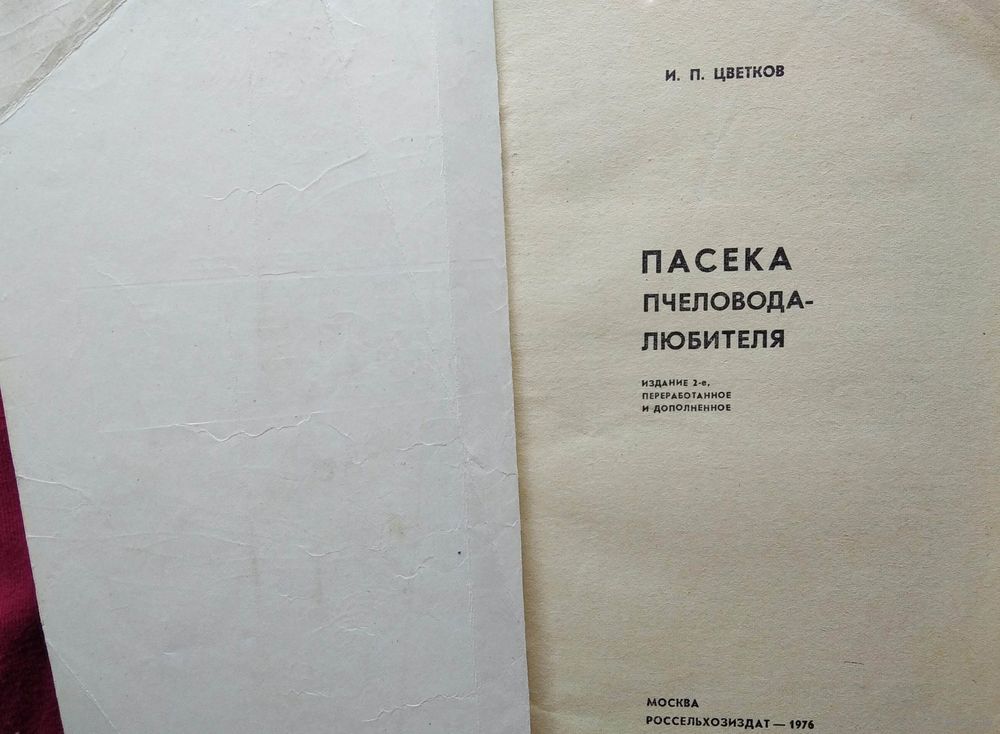 И. П. ЦВЕТКОВ
ПАСЕКА
ПЧЕЛОВОДА-
ЛЮБИТЕЛЯ
ИЗДАНИЕ 2-е,
ПЕРЕРАБОТАННОЕ
И ДОПОЛНЕННОЕ
МОСКВА
РОССЕЛЬХОЗИЗДАТ — 1976